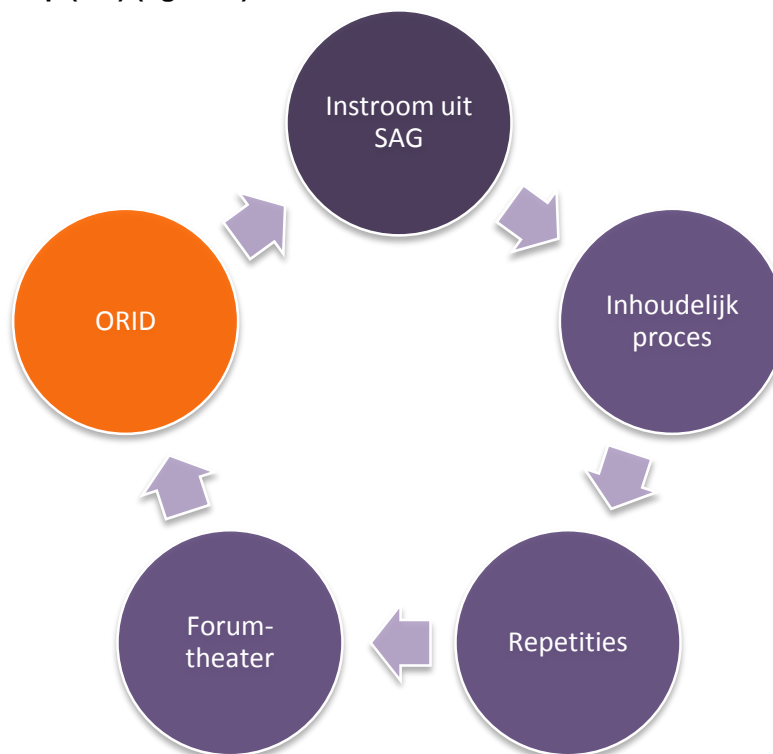 Instroom uit
SAG
Inhoudelijk
proces
Repetities
Forum-
theater
ORID